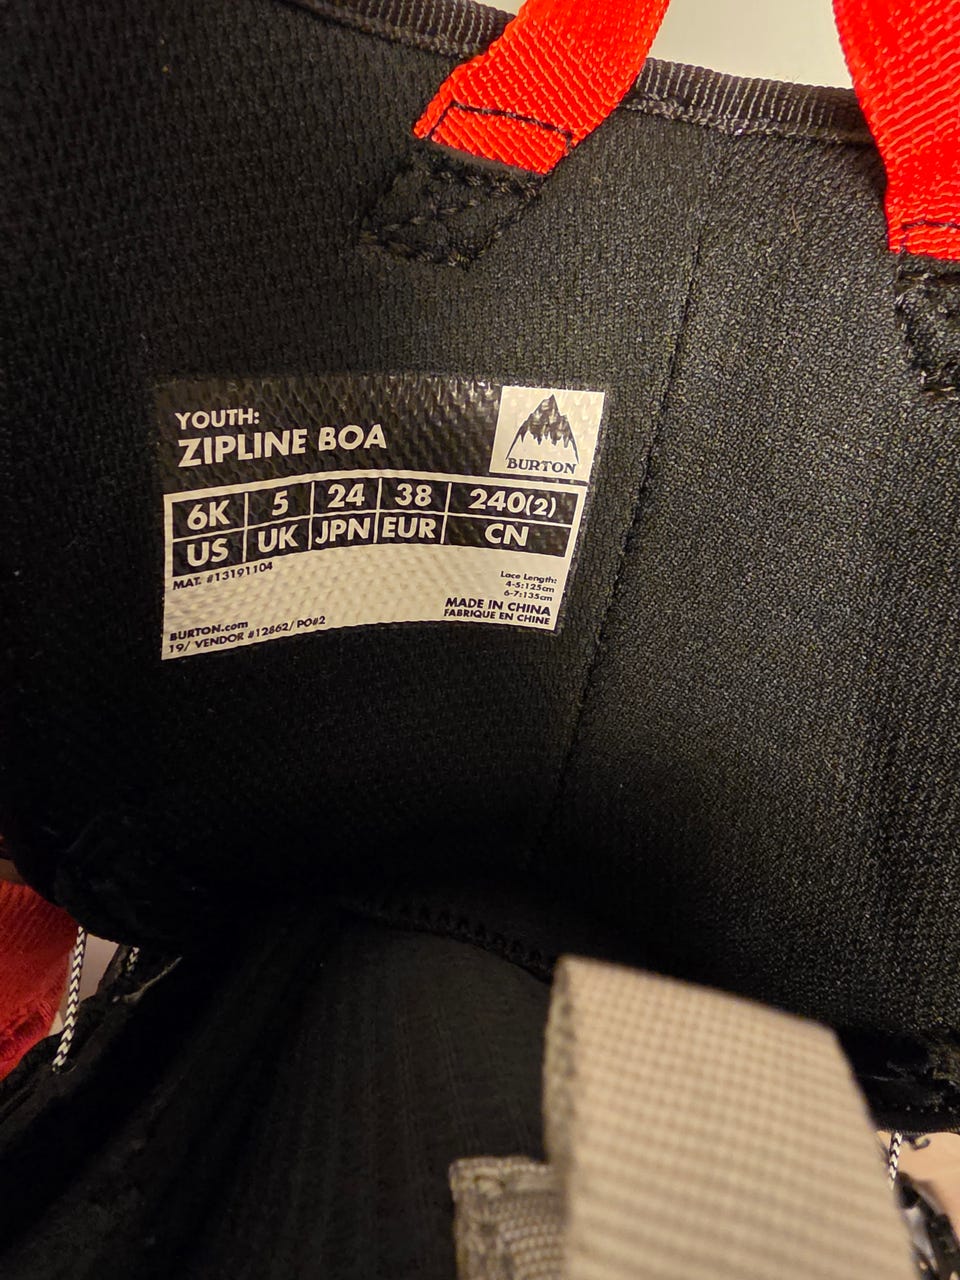 YOUTH:
ZIPLINE BOA
BURTON
6K 5 24 38 240(2)
US UK JPN EUR CN
MAT. #13191104
Lace Length:
4-5:125cm
6-7:135cm
MADE IN CHINA
FABRIQUE EN CHINE
BURTON.com
19/ VENDOR #12862/ PO#2